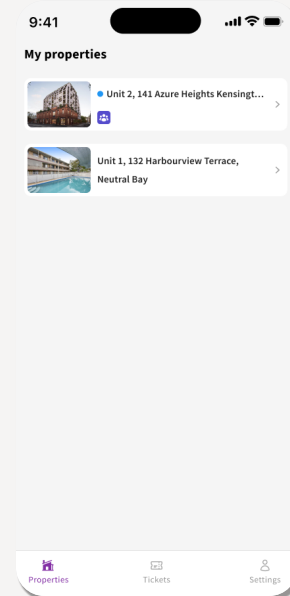 9:41
My properties
Unit 2, 141 Azure Heights Kensingt...
Unit 1, 132 Harbourview Terrace,
Neutral Bay
Properties
Tickets
Settings